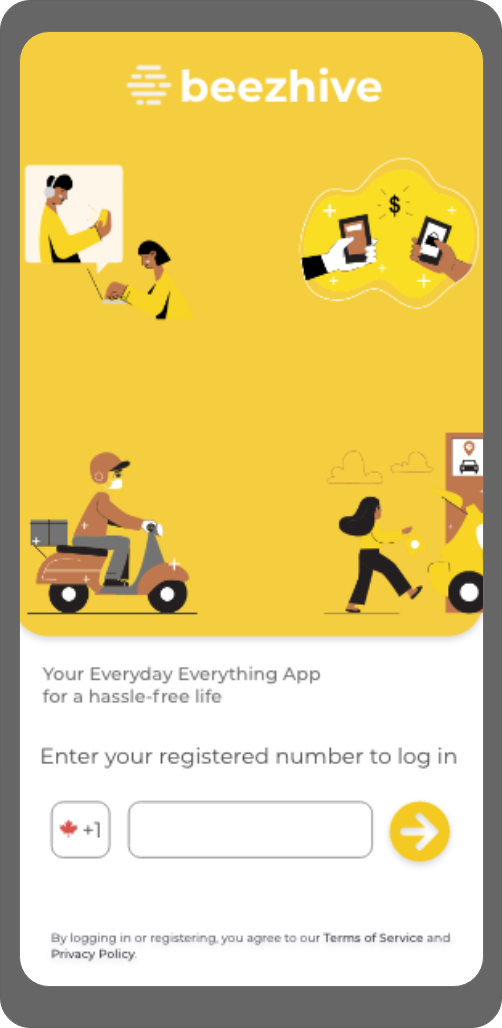 beezhive
$
Your Everyday Everything App
for a hassle-free life
Enter your registered number to log in
+1
By logging in or registering, you agree to our Terms of Service and
Privacy Policy.